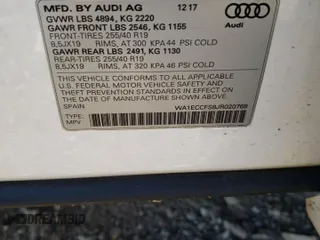 MFD. BY AUDI AG 12 17
GVWR LBS 4894, KG 2220
GAWR FRONT LBS 2546, KG 1155
FRONT-TIRES 255/40 R19
8.5JX19 RIMS, AT 300 KPA 44 PSI COLD
GAWR REAR LBS 2491, KG 1130
REAR-TIRES 255/40 R19
8.5JX19 RIMS, AT 320 KPA 46 PSI COLD
THIS VEHICLE CONFORMS TO ALL APPLICABLE
FEDERAL MOTOR VEHICLE SAFETY
STANDARDS IN EFFECT ON THE DATE OF
MANUFACTURE SHOWN ABOVE.
SPAIN
TYPE:
MPV
WA1ECCFS8JR020769
Audi
DREAMBID